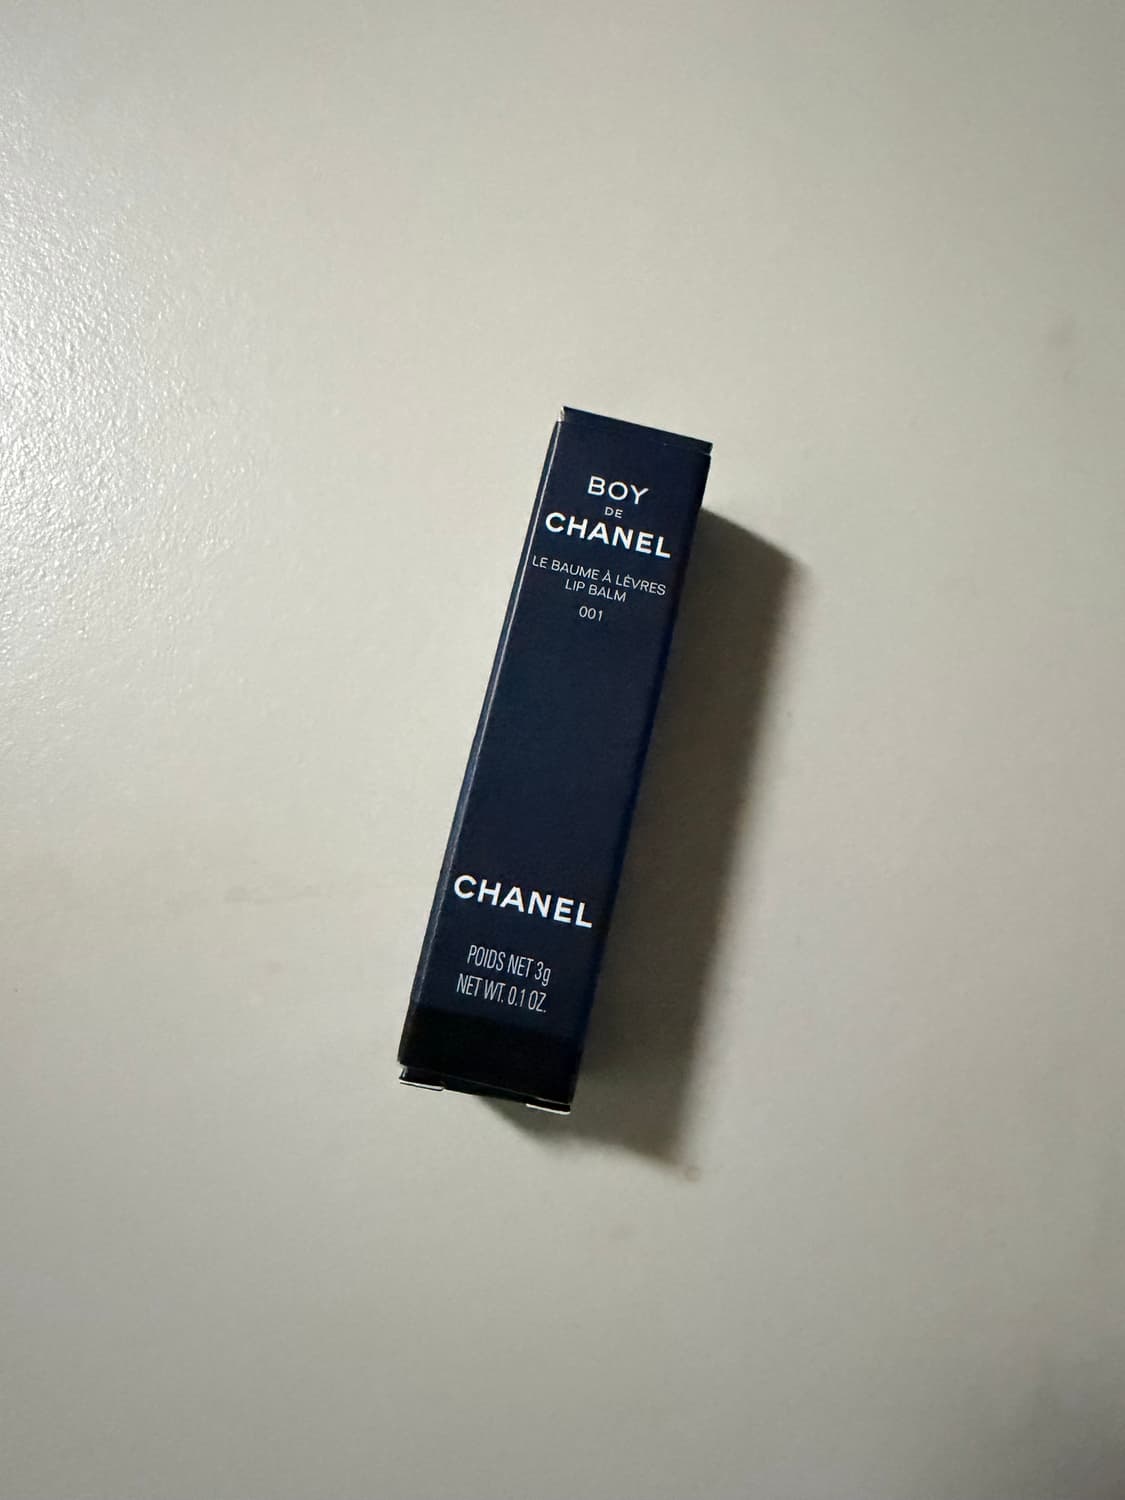 BOY
DE
CHANEL
LE BAUME À LÈVRES
LIP BALM
001
CHANEL
POIDS NET 3g
NET WT. 0.1 OZ.